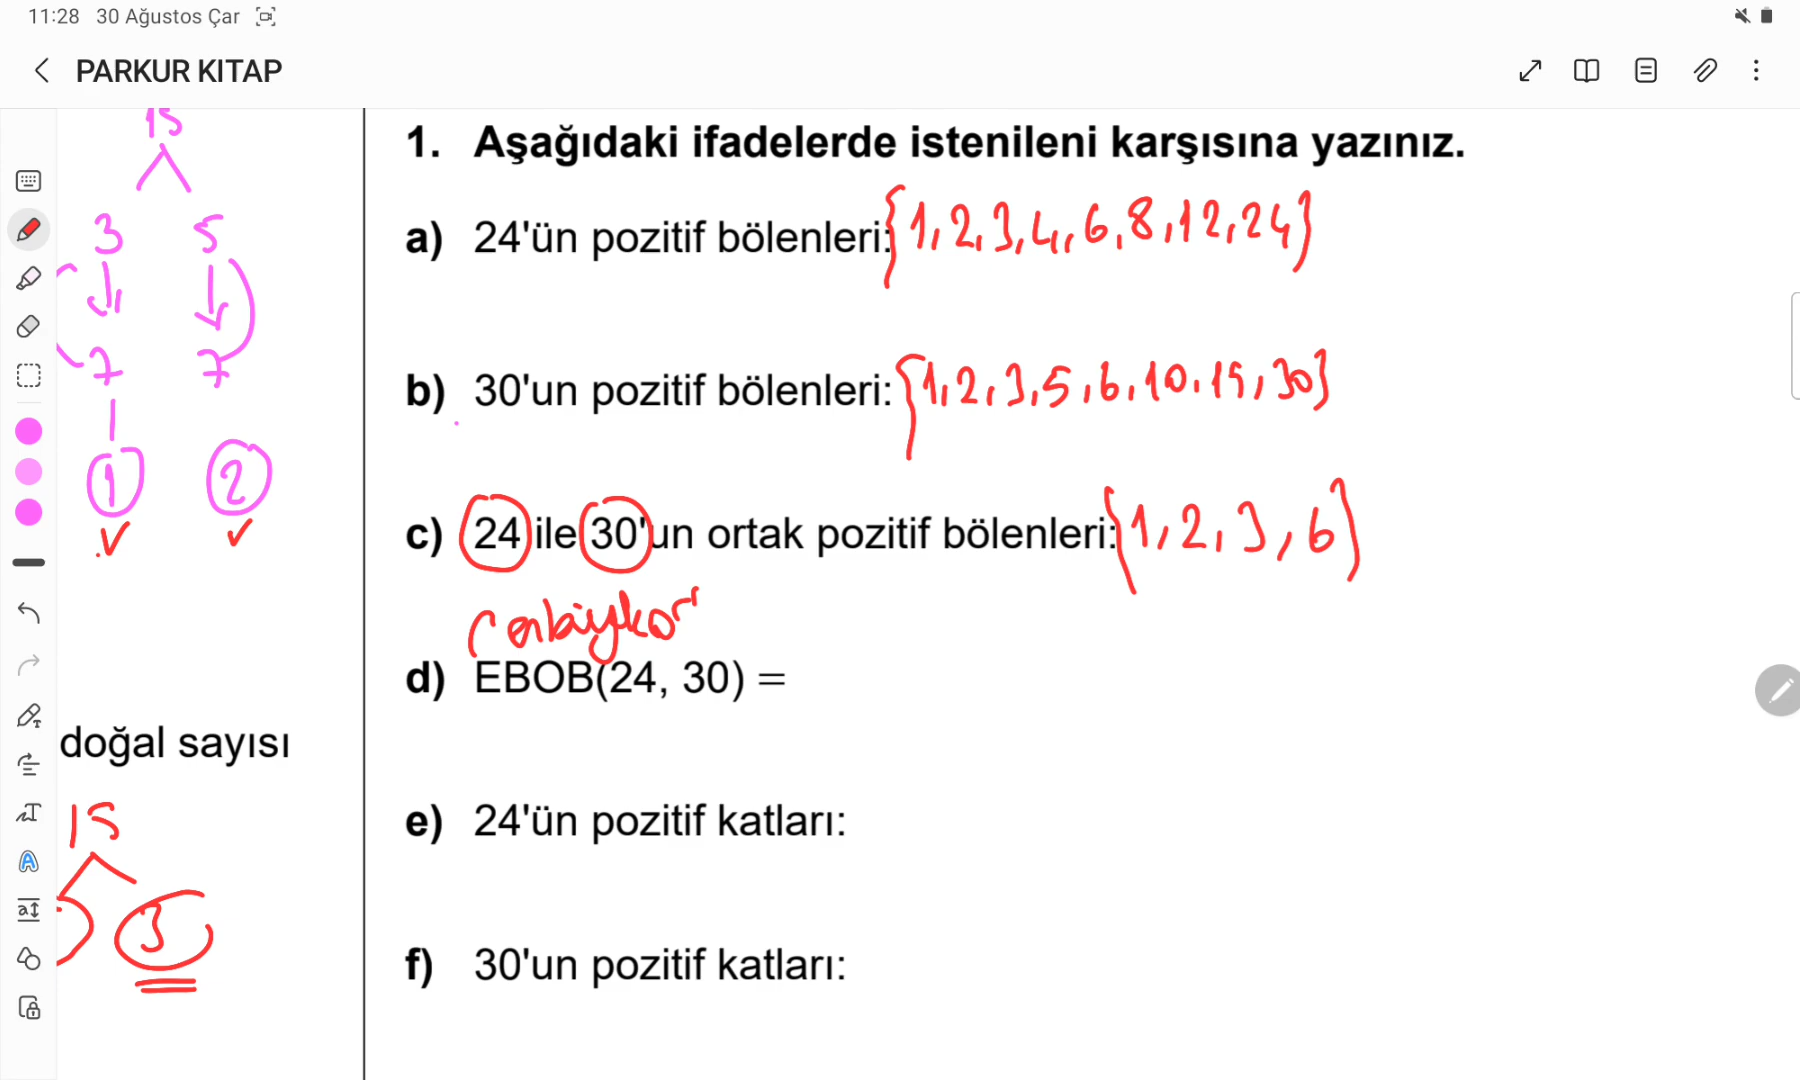 11:28 30 Ağustos Çar
PARKUR KITAP
15
3 5
7 7
1 2
doğal sayısı
15
3
1. Aşağıdaki ifadelerde istenileni karşısına yazınız.
a) 24'ün pozitif bölenleri: {1, 2, 3, 4, 6, 8, 12, 24}
b) 30'un pozitif bölenleri: {1, 2, 3, 5, 6, 10, 15, 30}
c) 24 ile 30'un ortak pozitif bölenleri: {1, 2, 3, 6}
d) EBOB(24, 30) =
e) 24'ün pozitif katları:
f) 30'un pozitif katları: